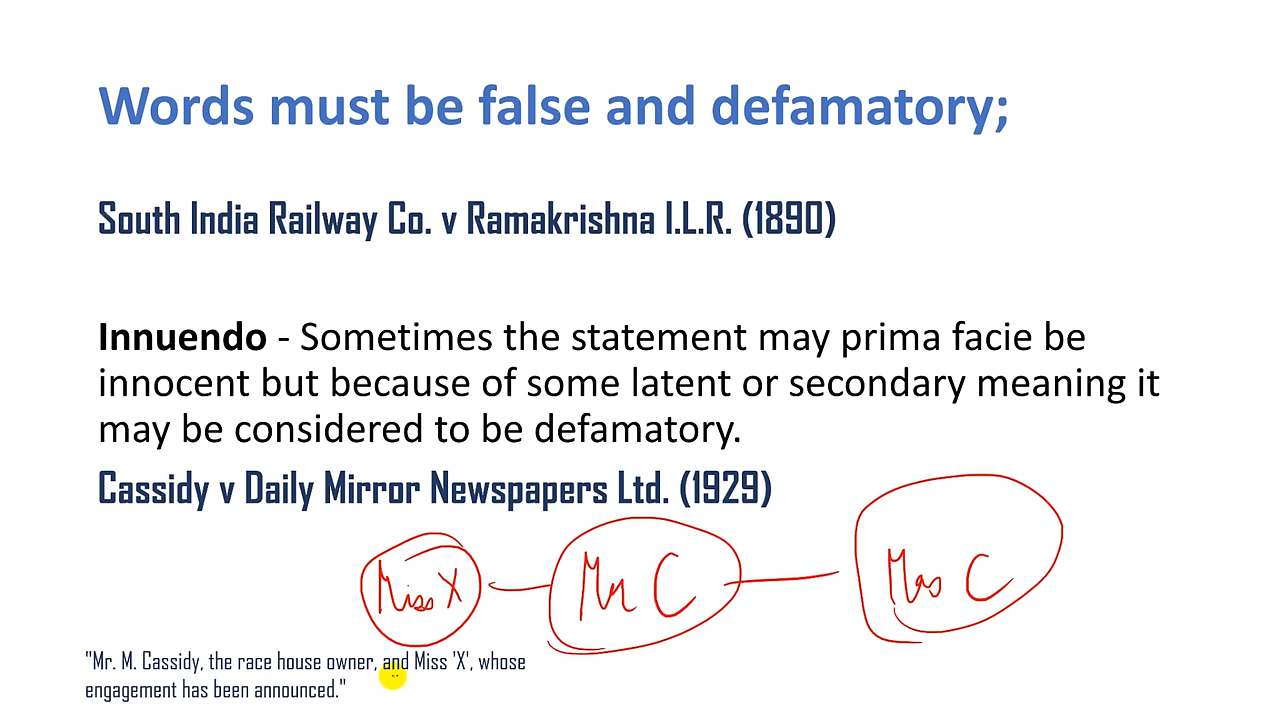 Words must be false and defamatory;
South India Railway Co. v Ramakrishna I.L.R. (1890)
Innuendo - Sometimes the statement may prima facie be
innocent but because of some latent or secondary meaning it
may be considered to be defamatory.
Cassidy v Daily Mirror Newspapers Ltd. (1929)
Miss X Mr C Mrs C
"Mr. M. Cassidy, the race house owner, and Miss 'X', whose
engagement has been announced."